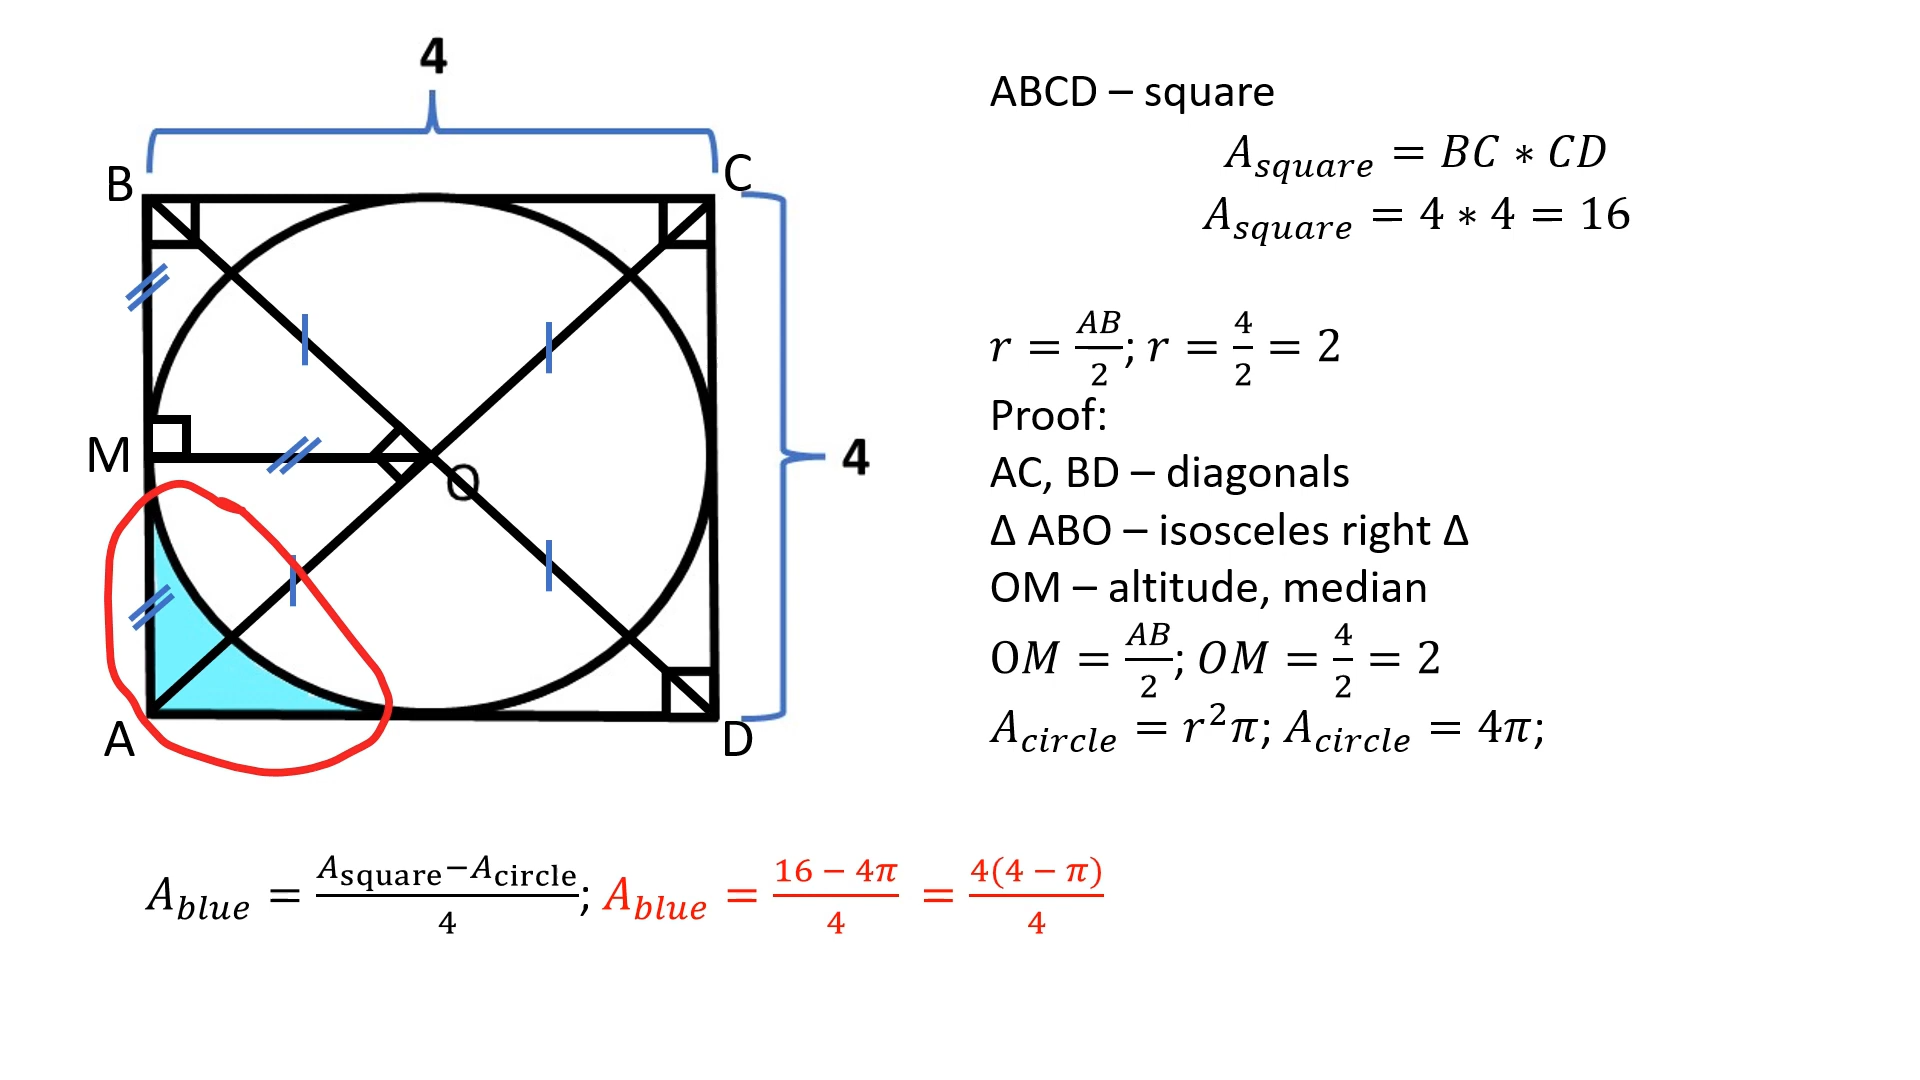 4
B
C
M
O
4
A
D
ABCD – square
A_square = BC ∗ CD
A_square = 4 ∗ 4 = 16
r = AB/2; r = 4/2 = 2
Proof:
AC, BD – diagonals
Δ ABO – isosceles right Δ
OM – altitude, median
OM = AB/2; OM = 4/2 = 2
A_circle = r²π; A_circle = 4π;
A_blue = (A_square−A_circle)/4; A_blue = (16 − 4π)/4 = 4(4 − π)/4